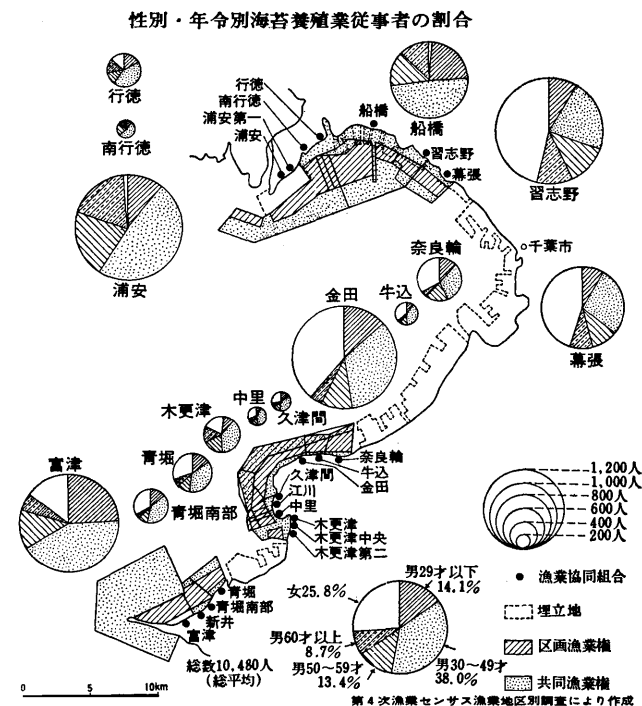 性別・年令別海苔養殖業従事者の割合
行徳
南行徳
浦安
行徳
南行徳
浦安第一
浦安
船橋
船橋
習志野
幕張
習志野
千葉市
幕張
奈良輪
牛込
金田
中里
久津間
木更津
青堀
富津
青堀南部
奈良輪
牛込
金田
久津間
江川
中里
木更津
木更津中央
木更津第二
青堀
青堀南部
新井
富津
1,200人
1,000人
800人
600人
400人
200人
漁業協同組合
埋立地
区画漁業権
共同漁業権
女25.8%
男29才以下
14.1%
男60才以上
8.7%
男50〜59才
13.4%
男30〜49才
38.0%
総数10,480人
(総平均)
0 5 10km
第4次漁業センサス漁業地区別調査により作成